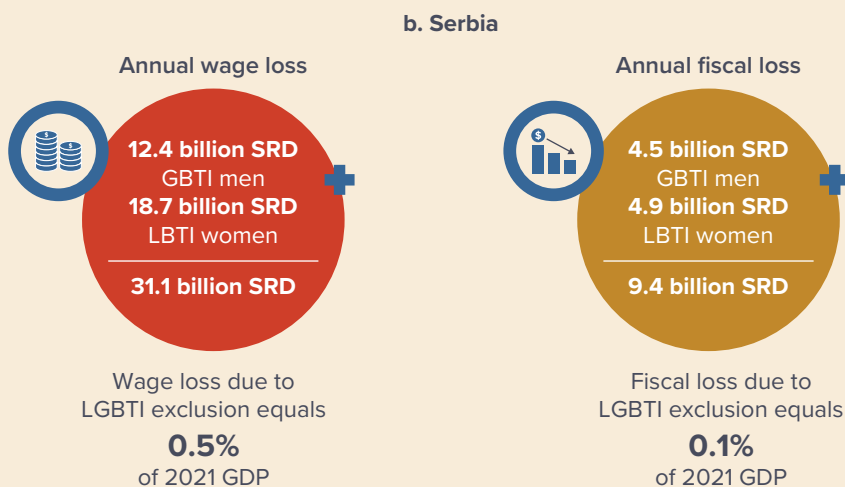 b. Serbia
Annual wage loss
12.4 billion SRD
GBTI men
18.7 billion SRD
LBTI women
31.1 billion SRD
Wage loss due to
LGBTI exclusion equals
0.5%
of 2021 GDP
Annual fiscal loss
$
4.5 billion SRD
GBTI men
4.9 billion SRD
LBTI women
9.4 billion SRD
Fiscal loss due to
LGBTI exclusion equals
0.1%
of 2021 GDP